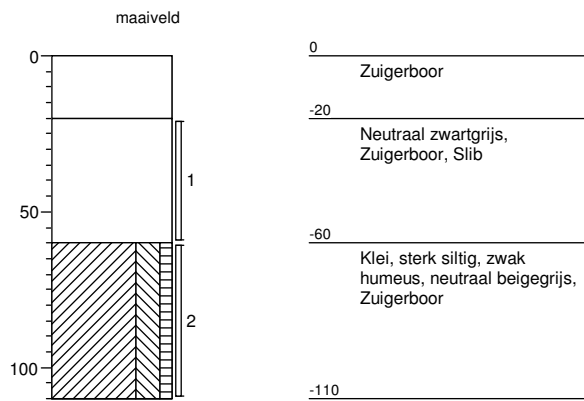 maaiveld
0
50
100
1
2
0
Zuigerboor
-20
Neutraal zwartgrijs,
Zuigerboor, Slib
-60
Klei, sterk siltig, zwak
humeus, neutraal beigegrijs,
Zuigerboor
-110